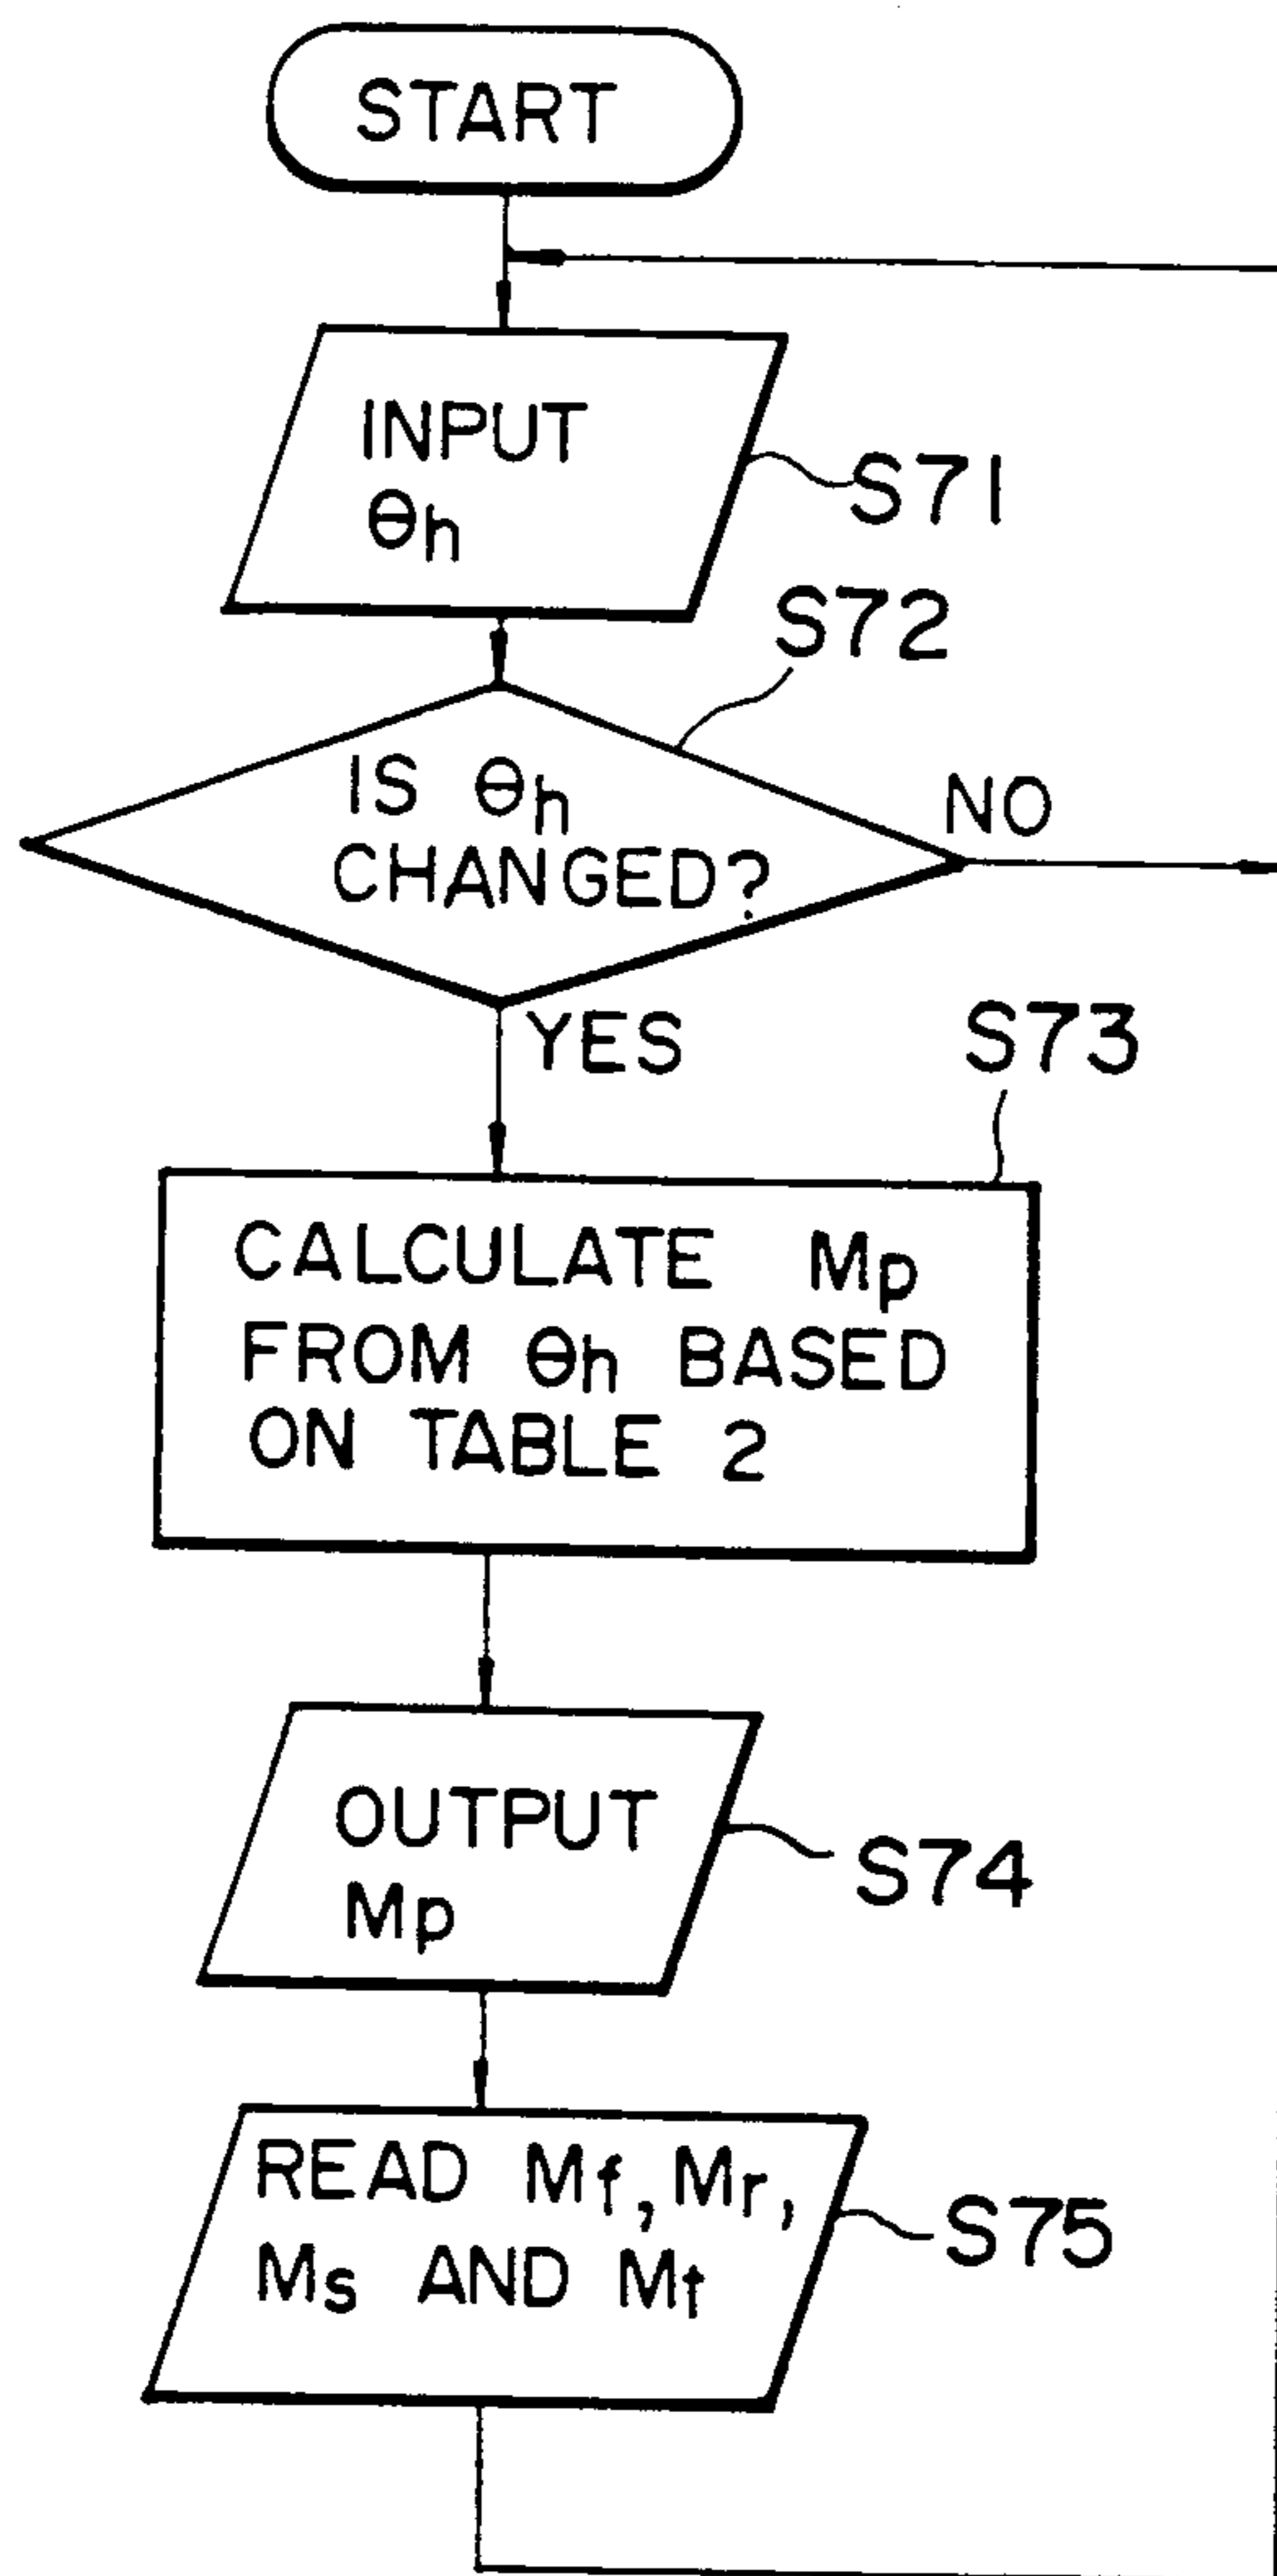 START
INPUT
θh
S71
S72
IS θh
CHANGED?
NO
YES
S73
CALCULATE Mp
FROM θh BASED
ON TABLE 2
OUTPUT
Mp
S74
READ Mf, Mr,
Ms AND Mt
S75